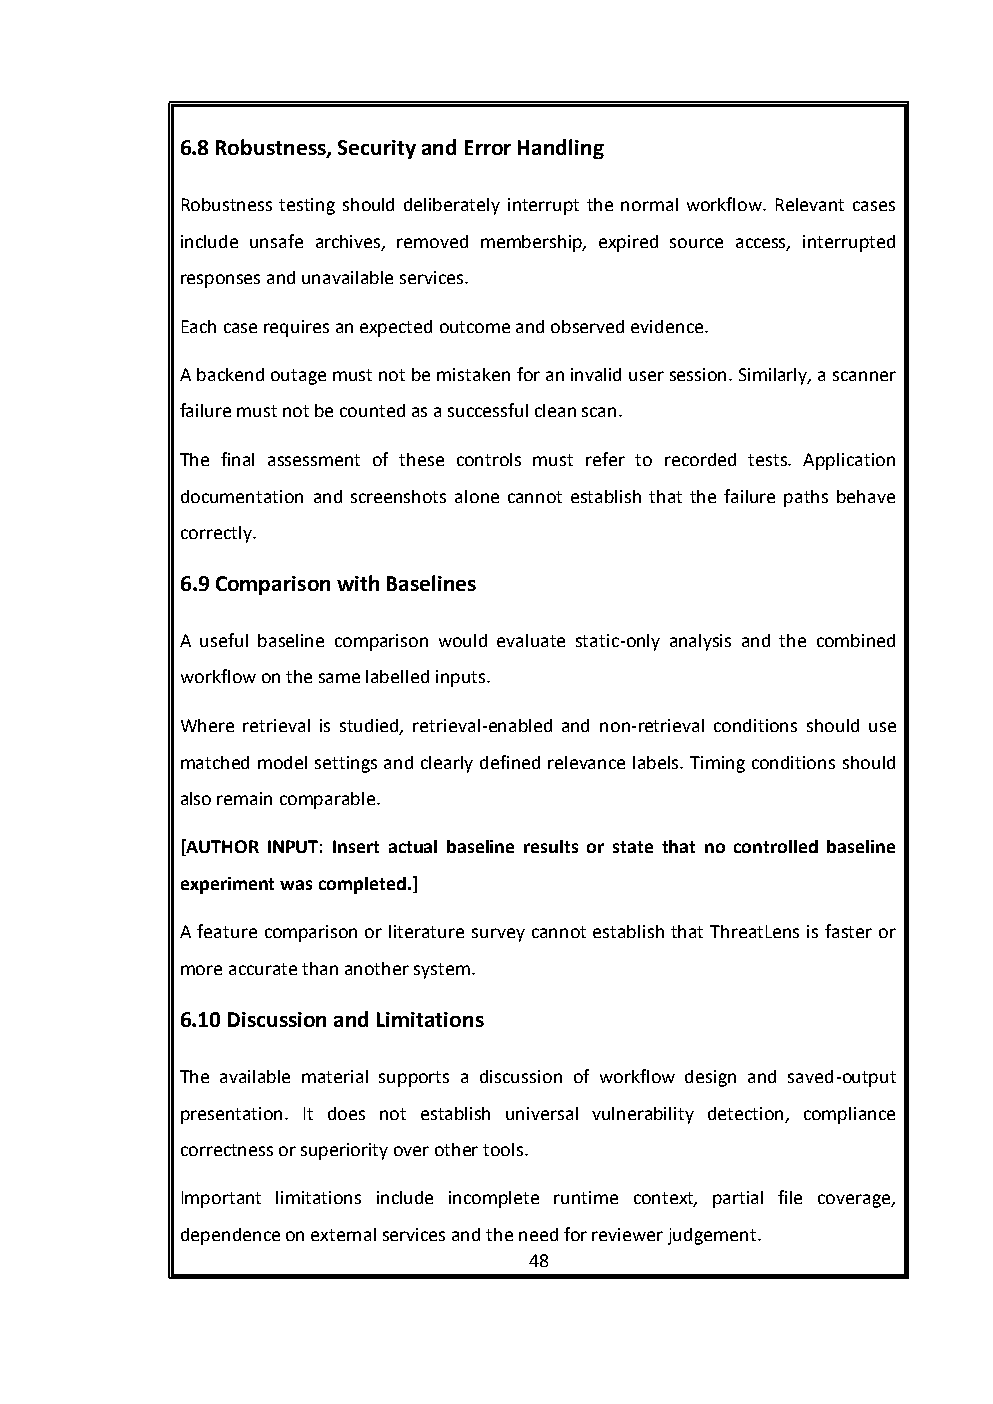 6.8 Robustness, Security and Error Handling
Robustness testing should deliberately interrupt the normal workflow. Relevant cases
include unsafe archives, removed membership, expired source access, interrupted
responses and unavailable services.
Each case requires an expected outcome and observed evidence.
A backend outage must not be mistaken for an invalid user session. Similarly, a scanner
failure must not be counted as a successful clean scan.
The final assessment of these controls must refer to recorded tests. Application
documentation and screenshots alone cannot establish that the failure paths behave
correctly.
6.9 Comparison with Baselines
A useful baseline comparison would evaluate static-only analysis and the combined
workflow on the same labelled inputs.
Where retrieval is studied, retrieval-enabled and non-retrieval conditions should use
matched model settings and clearly defined relevance labels. Timing conditions should
also remain comparable.
[AUTHOR INPUT: Insert actual baseline results or state that no controlled baseline
experiment was completed.]
A feature comparison or literature survey cannot establish that ThreatLens is faster or
more accurate than another system.
6.10 Discussion and Limitations
The available material supports a discussion of workflow design and saved-output
presentation. It does not establish universal vulnerability detection, compliance
correctness or superiority over other tools.
Important limitations include incomplete runtime context, partial file coverage,
dependence on external services and the need for reviewer judgement.
48